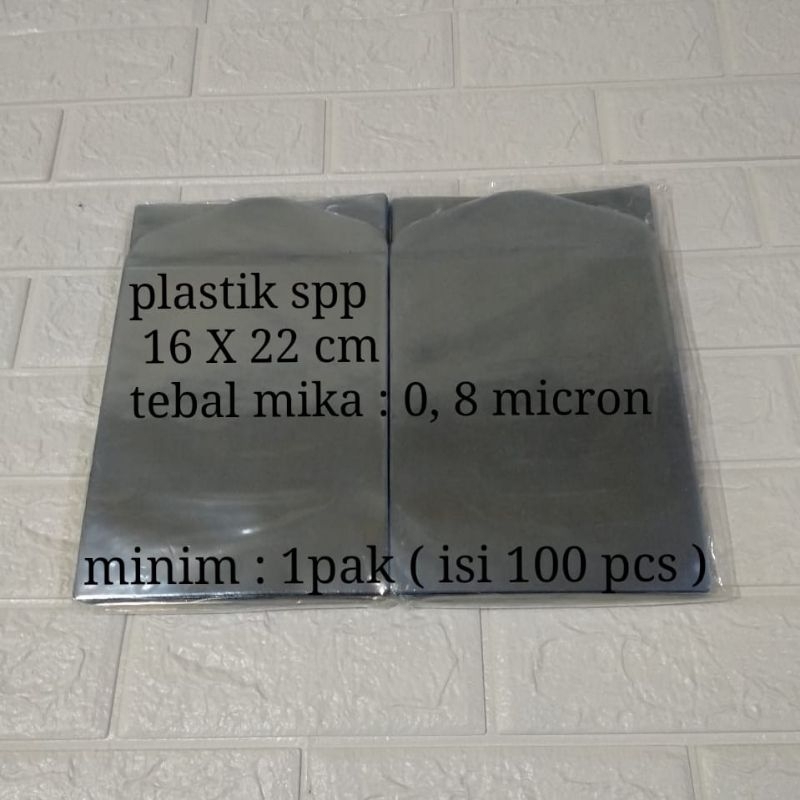 plastik spp
16 X 22 cm
tebal mika : 0, 8 micron
minim : 1pak ( isi 100 pcs )